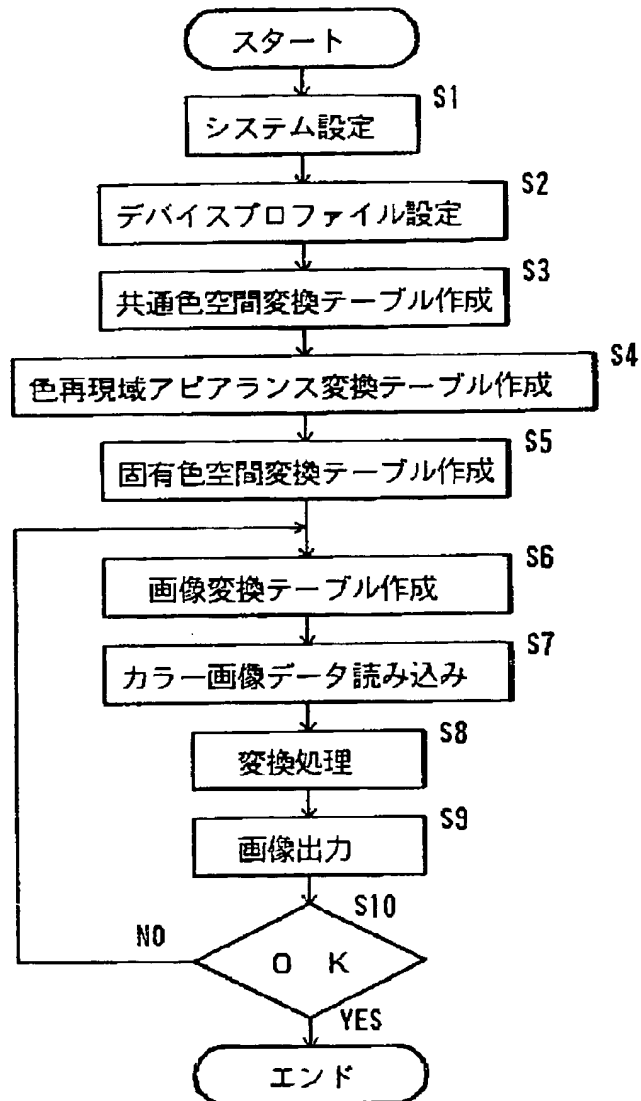 スタート
S1
システム設定
S2
デバイスプロファイル設定
S3
共通色空間変換テーブル作成
S4
色再現域アピアランス変換テーブル作成
S5
固有色空間変換テーブル作成
S6
画像変換テーブル作成
S7
カラー画像データ読み込み
S8
変換処理
S9
画像出力
S10
NO
O K
YES
エンド